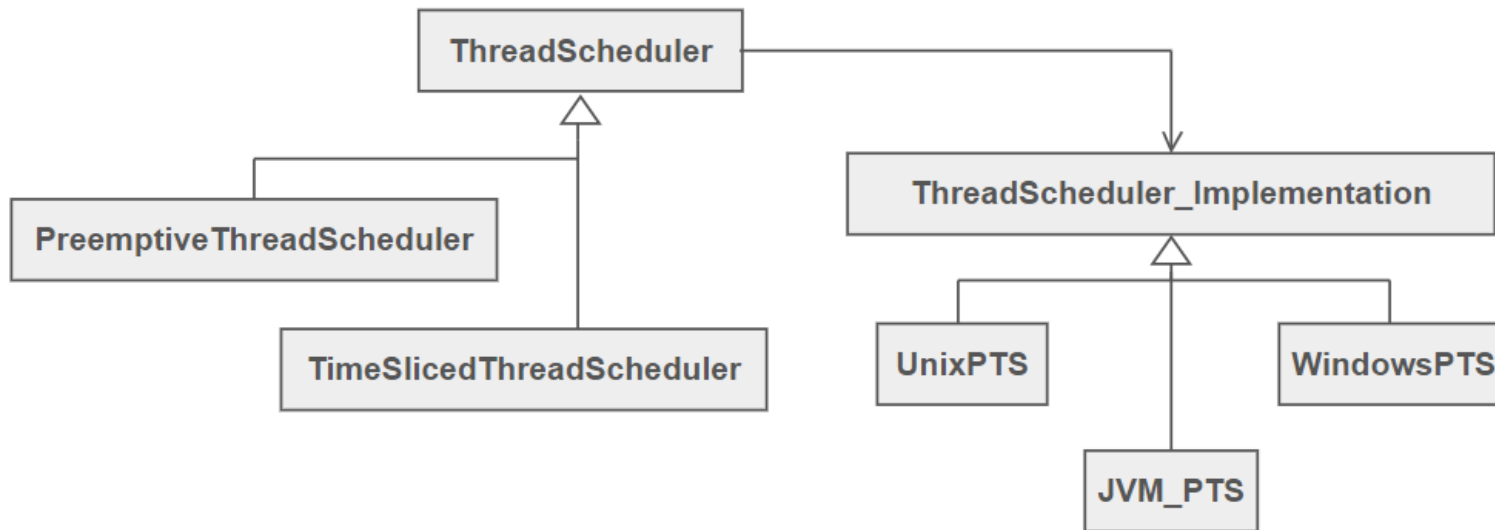 ThreadScheduler
ThreadScheduler_Implementation
PreemptiveThreadScheduler
TimeSlicedThreadScheduler
UnixPTS
WindowsPTS
JVM_PTS